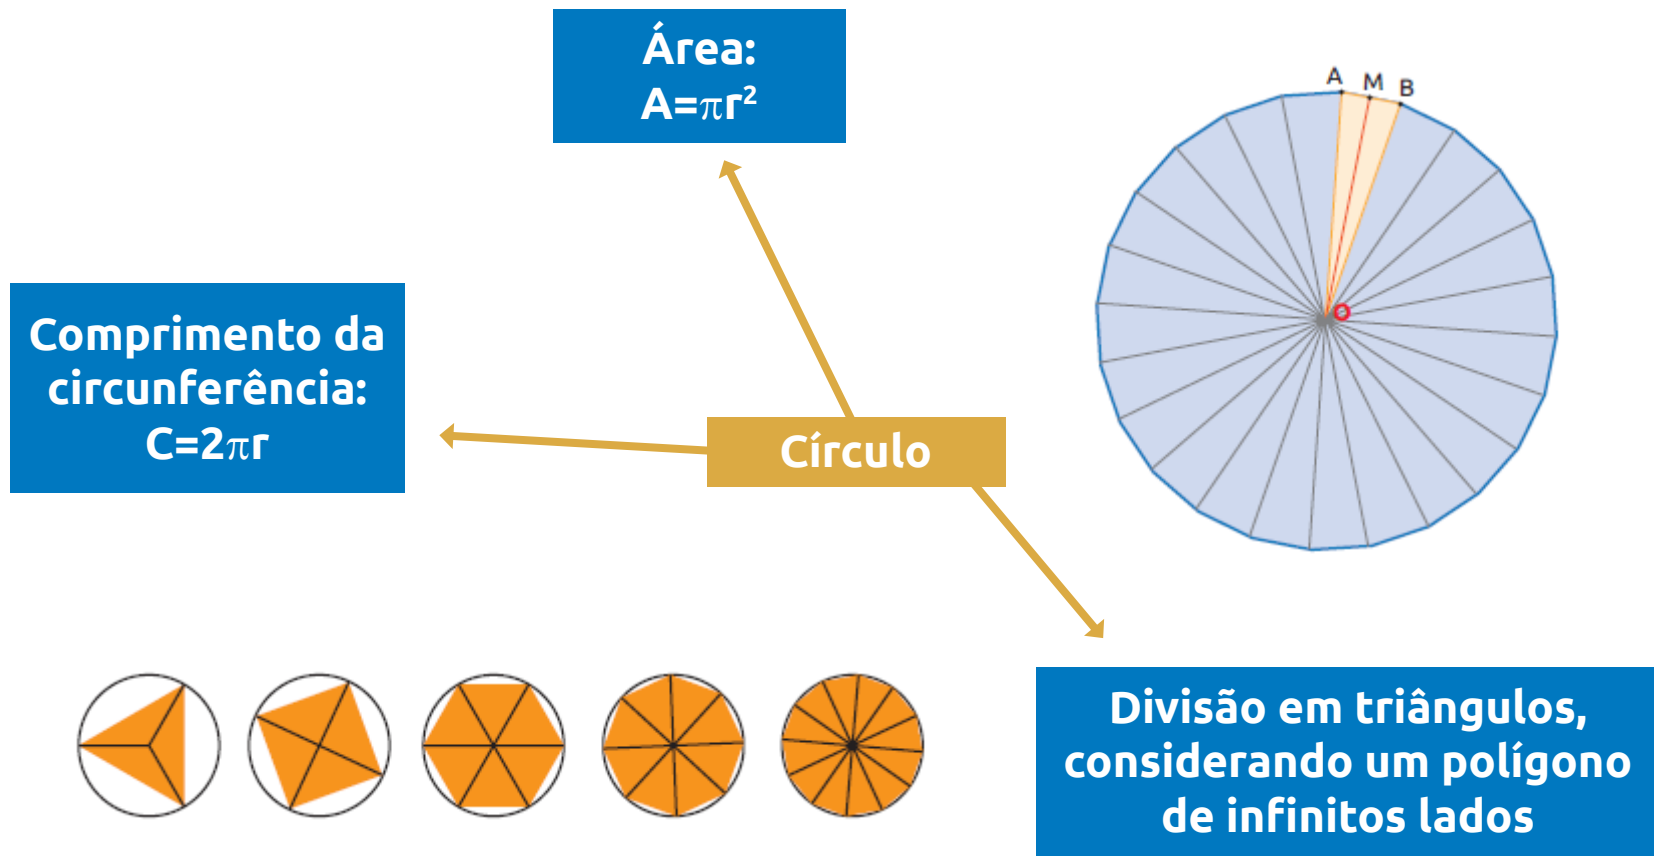 Área:
A=πr²
A M B
O
Comprimento da
circunferência:
C=2πr
Círculo
Divisão em triângulos,
considerando um polígono
de infinitos lados